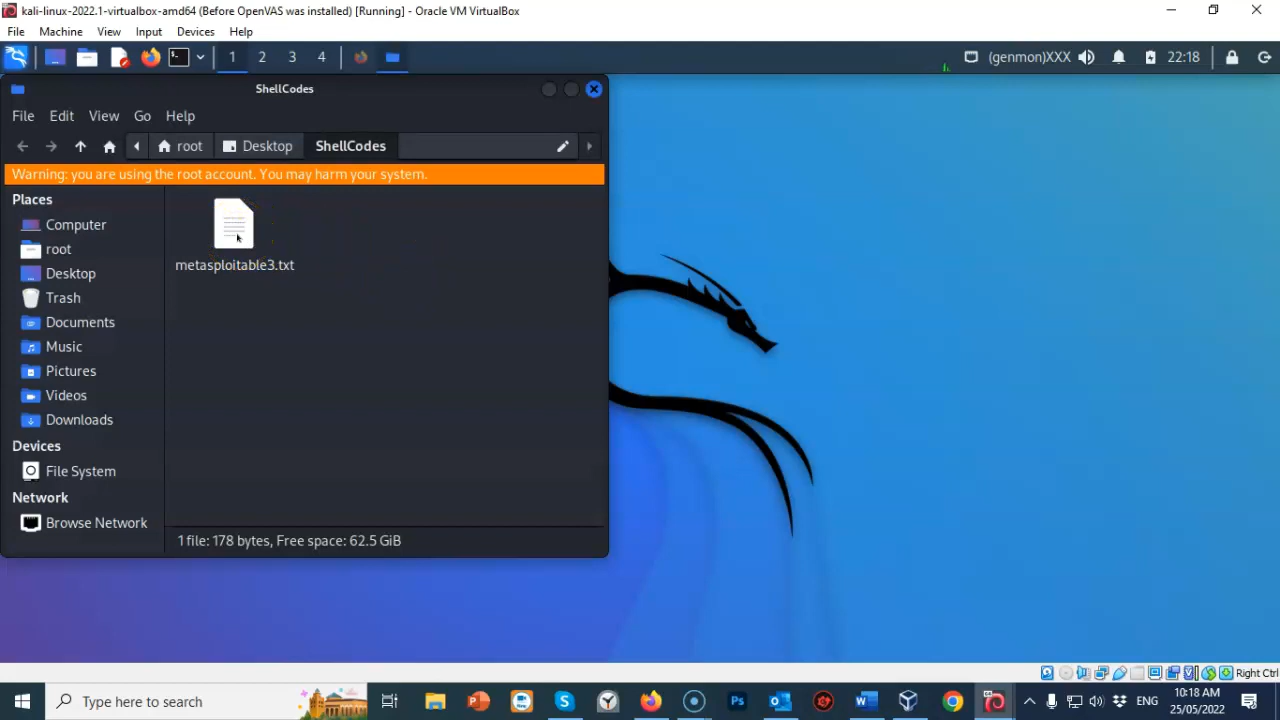 kali-linux-2022.1-virtualbox-amd64 (Before OpenVAS was installed) [Running] - Oracle VM VirtualBox
File Machine View Input Devices Help
1 2 3 4 (genmon)XXX 22:18
ShellCodes
File Edit View Go Help
root Desktop ShellCodes
Warning: you are using the root account. You may harm your system.
Places
Computer
root
Desktop
Trash
Documents
Music
Pictures
Videos
Downloads
Devices
File System
Network
Browse Network
metasploitable3.txt
1 file: 178 bytes, Free space: 62.5 GiB
Right Ctrl
Type here to search
ENG
10:18 AM
25/05/2022